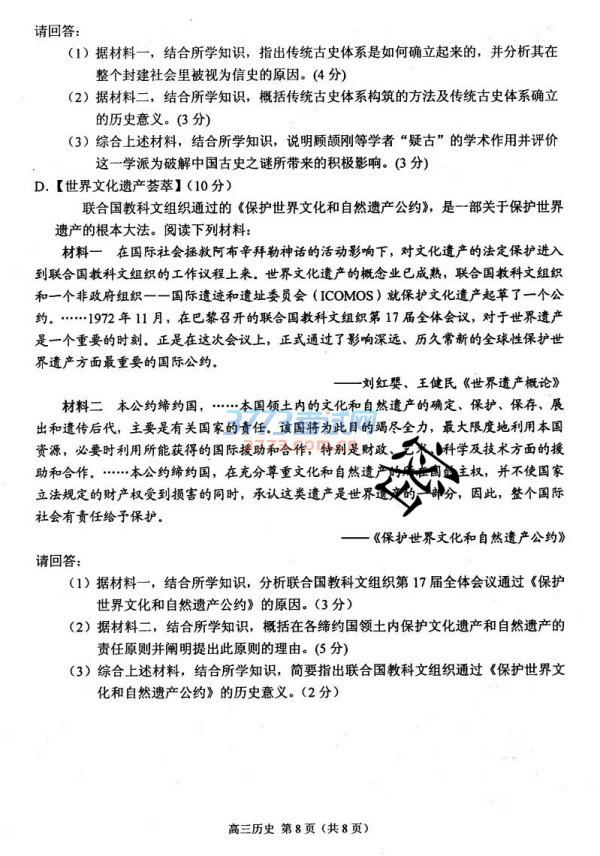 请回答：
（1）据材料一，结合所学知识，指出传统古史体系是如何确立起来的，并分析其在
整个封建社会里被视为信史的原因。(4 分)
（2）据材料二，结合所学知识，概括传统古史体系构筑的方法及传统古史体系确立
的历史意义。(3 分)
（3）综合上述材料，结合所学知识，说明顾颉刚等学者“疑古”的学术作用并评价
这一学派为破解中国古史之谜所带来的积极影响。(3 分)
D.【世界文化遗产荟萃】(10 分)
联合国教科文组织通过的《保护世界文化和自然遗产公约》，是一部关于保护世界
遗产的根本大法。阅读下列材料：
材料一 在国际社会拯救阿布辛拜勒神话的活动影响下，对文化遗产的法定保护进入
到联合国教科文组织的工作议程上来。世界文化遗产的概念业已成熟，联合国教科文组织
和一个非政府组织——国际遗迹和遗址委员会（ICOMOS）就保护文化遗产起草了一个公
约。……1972 年 11 月，在巴黎召开的联合国教科文组织第 17 届全体会议，对于世界遗产
是一个重要的时刻。正是在这次会议上，正式通过了影响深远、历久常新的全球性保护世
界遗产方面最重要的国际公约。
——刘红婴、王健民《世界遗产概论》
材料二 本公约缔约国，……本国领土内的文化和自然遗产的确定、保护、保存、展
出和遗传后代，主要是有关国家的责任。该国将为此目的竭尽全力，最大限度地利用本国
资源，必要时利用所能获得的国际援助和合作，特别是财政、艺术、科学及技术方面的援
助和合作。……本公约缔约国，在充分尊重文化和自然遗产的所在国的主权，并不使国家
立法规定的财产权受到损害的同时，承认这类遗产是世界遗产的一部分，因此，整个国际
社会有责任给予保护。
——《保护世界文化和自然遗产公约》
请回答：
（1）据材料一，结合所学知识，分析联合国教科文组织第 17 届全体会议通过《保护
世界文化和自然遗产公约》的原因。（3 分）
（2）据材料二，结合所学知识，概括在各缔约国领土内保护文化遗产和自然遗产的
责任原则并阐明提出此原则的理由。(5 分)
（3）综合上述材料，结合所学知识，简要指出联合国教科文组织通过《保护世界文
化和自然遗产公约》的历史意义。（2 分）
高三历史 第 8 页（共 8 页）